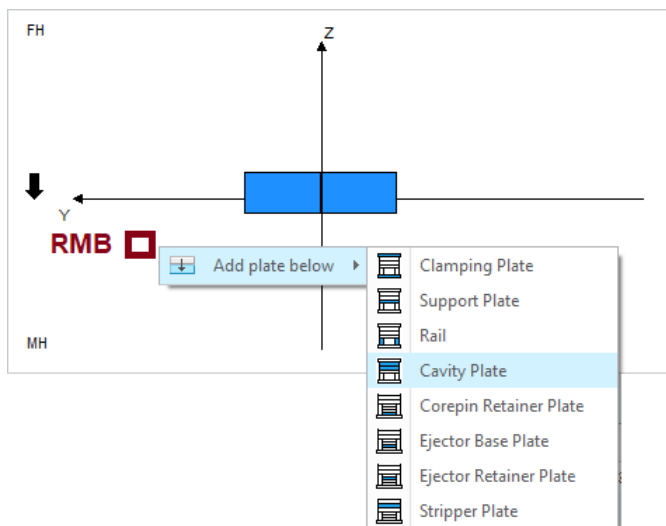 FH
Z
Y
RMB
Add plate below
Clamping Plate
Support Plate
Rail
Cavity Plate
Corepin Retainer Plate
Ejector Base Plate
Ejector Retainer Plate
Stripper Plate
MH